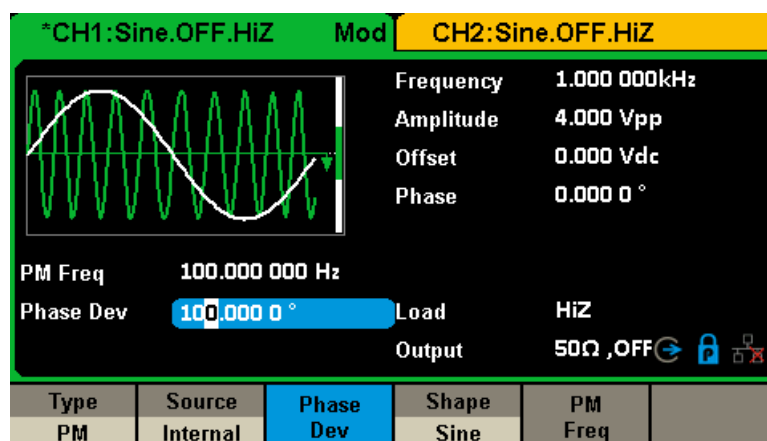 *CH1:Sine.OFF.HiZ Mod CH2:Sine.OFF.HiZ
Frequency 1.000 000kHz
Amplitude 4.000 Vpp
Offset 0.000 Vdc
Phase 0.000 0 °
PM Freq 100.000 000 Hz
Phase Dev 100.000 0 ° Load HiZ
Output 50Ω ,OFF P
Type Source Phase Shape PM
PM Internal Dev Sine Freq